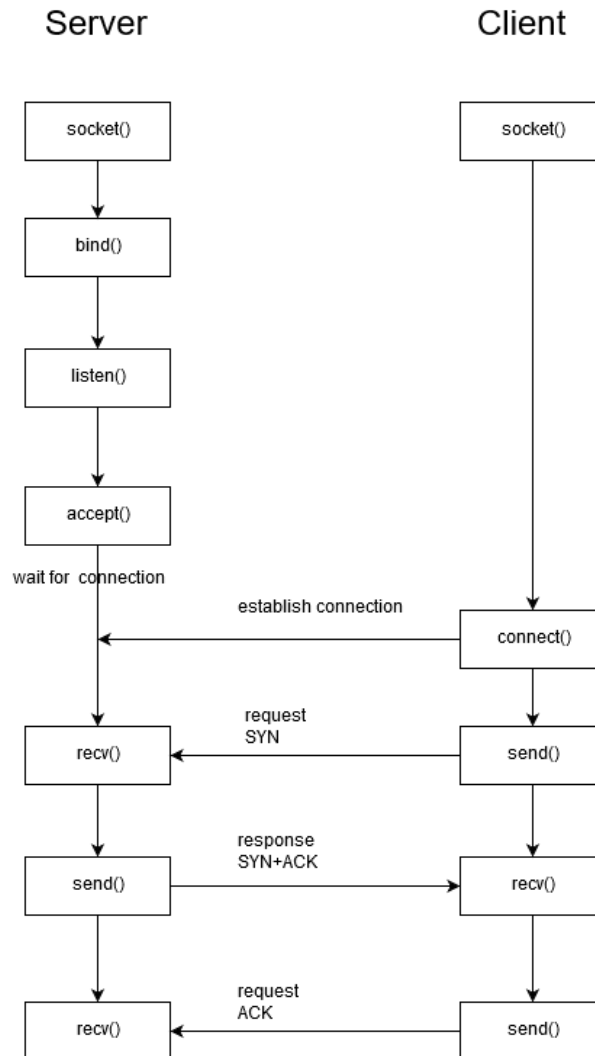 Server
Client
socket()
socket()
bind()
listen()
accept()
wait for  connection
establish connection
connect()
request
SYN
recv()
send()
response
SYN+ACK
send()
recv()
request
ACK
recv()
send()